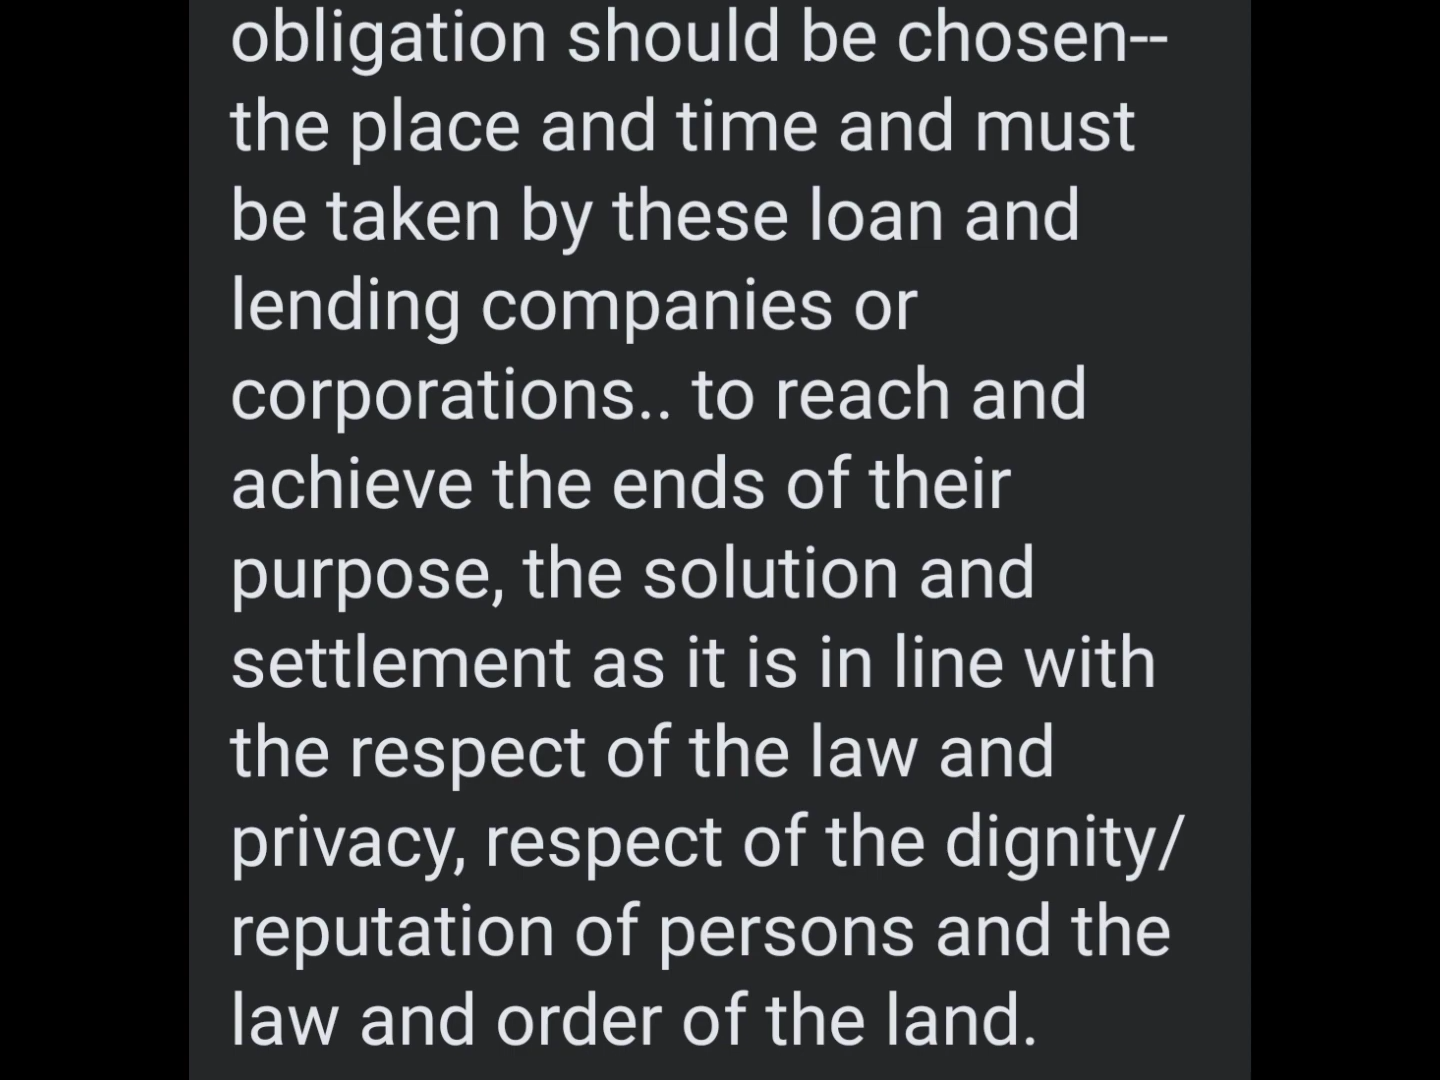 obligation should be chosen--
the place and time and must
be taken by these loan and
lending companies or
corporations.. to reach and
achieve the ends of their
purpose, the solution and
settlement as it is in line with
the respect of the law and
privacy, respect of the dignity/
reputation of persons and the
law and order of the land.